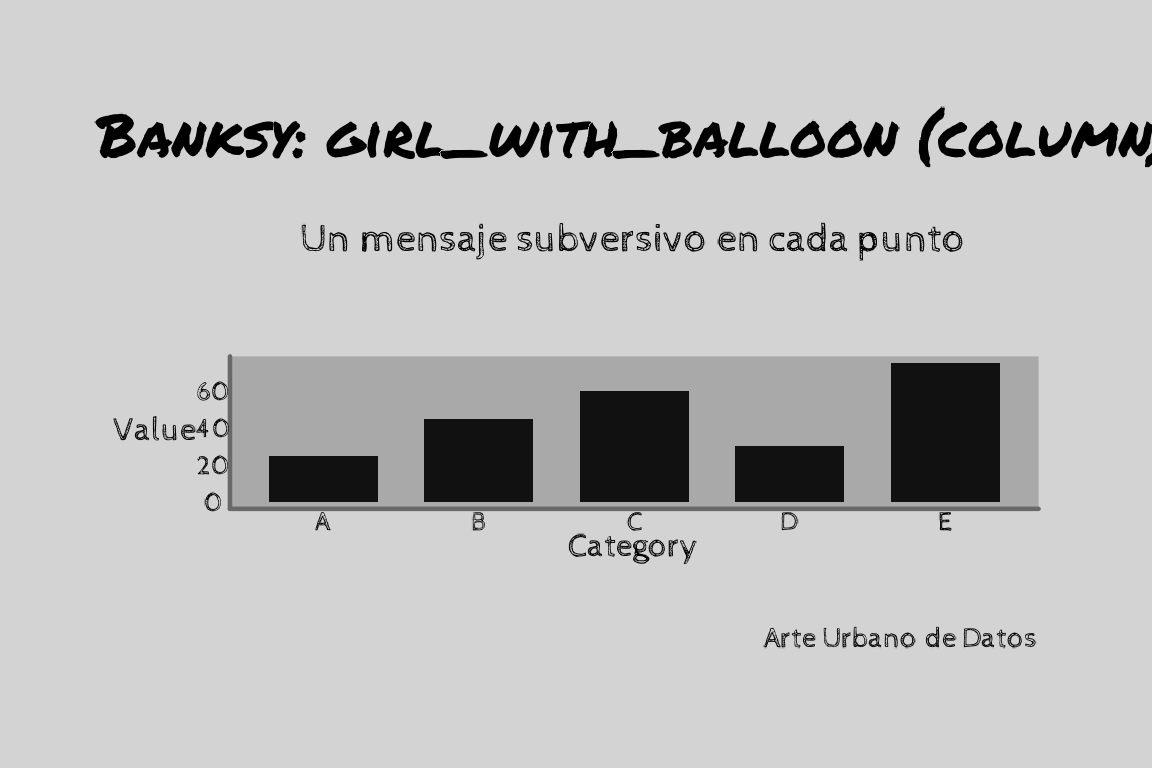 Banksy: girl_with_balloon (column)
Un mensaje subversivo en cada punto
60
Value
40
20
0
A B C D E
Category
Arte Urbano de Datos